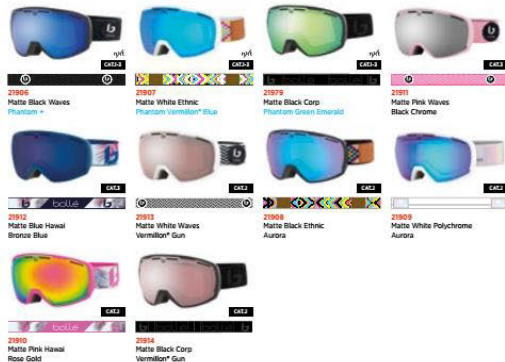 CAT.1-3
CAT.1-3
CAT.1-3
CAT.3
21906
Matte Black Waves
Phantom +
21907
Matte White Ethnic
Phantom Vermillon® Blue
21979
Matte Black Corp
Phantom Green Emerald
21911
Matte Pink Waves
Black Chrome
CAT.3
CAT.2
CAT.2
CAT.2
bollé
21912
Matte Blue Hawai
Bronze Blue
21913
Matte White Waves
Vermillon® Gun
21908
Matte Black Ethnic
Aurora
21909
Matte White Polychrome
Aurora
CAT.2
CAT.2
bollé
21910
Matte Pink Hawai
Rose Gold
21914
Matte Black Corp
Vermillon® Gun